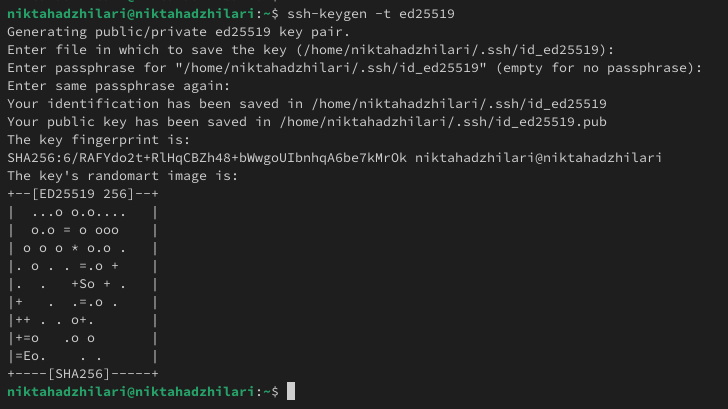 niktahadzhilari@niktahadzhilari:~$ ssh-keygen -t ed25519
Generating public/private ed25519 key pair.
Enter file in which to save the key (/home/niktahadzhilari/.ssh/id_ed25519):
Enter passphrase for "/home/niktahadzhilari/.ssh/id_ed25519" (empty for no passphrase):
Enter same passphrase again:
Your identification has been saved in /home/niktahadzhilari/.ssh/id_ed25519
Your public key has been saved in /home/niktahadzhilari/.ssh/id_ed25519.pub
The key fingerprint is:
SHA256:6/RAFYdo2t+RlHqCBZh48+bWwgoUIbnhqA6be7kMrOk niktahadzhilari@niktahadzhilari
The key's randomart image is:
+--[ED25519 256]--+
|  ...o o.o....   |
|  o.o = o ooo    |
| o o o * o.o .   |
|. o . . =.o +    |
|.  .   +So + .   |
|+   .  .=.o .    |
|++ . . o+.       |
|+=o   .o o       |
|=Eo.    . .      |
+----[SHA256]-----+
niktahadzhilari@niktahadzhilari:~$